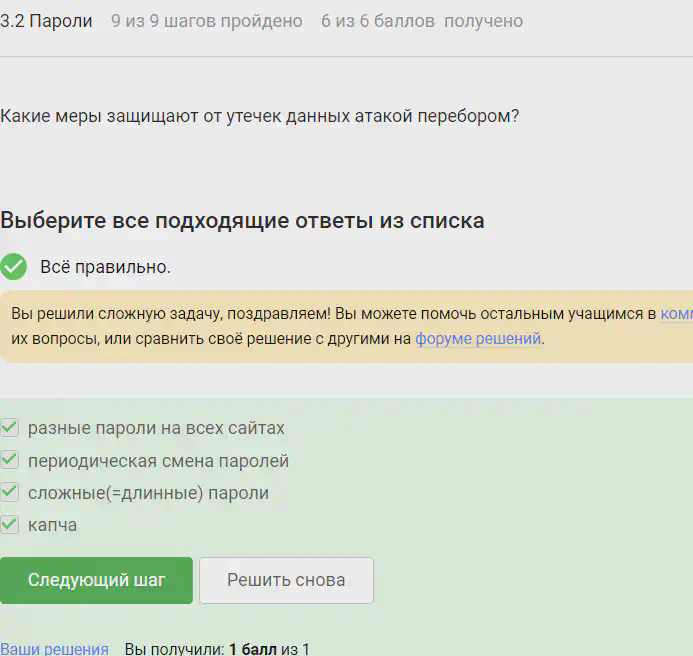 3.2 Пароли 9 из 9 шагов пройдено 6 из 6 баллов получено
Какие меры защищают от утечек данных атакой перебором?
Выберите все подходящие ответы из списка
Всё правильно.
Вы решили сложную задачу, поздравляем! Вы можете помочь остальным учащимся в
их вопросы, или сравнить своё решение с другими на форуме решений.
разные пароли на всех сайтах
периодическая смена паролей
сложные(=длинные) пароли
капча
Следующий шаг Решить снова
Ваши решения Вы получили: 1 балл из 1